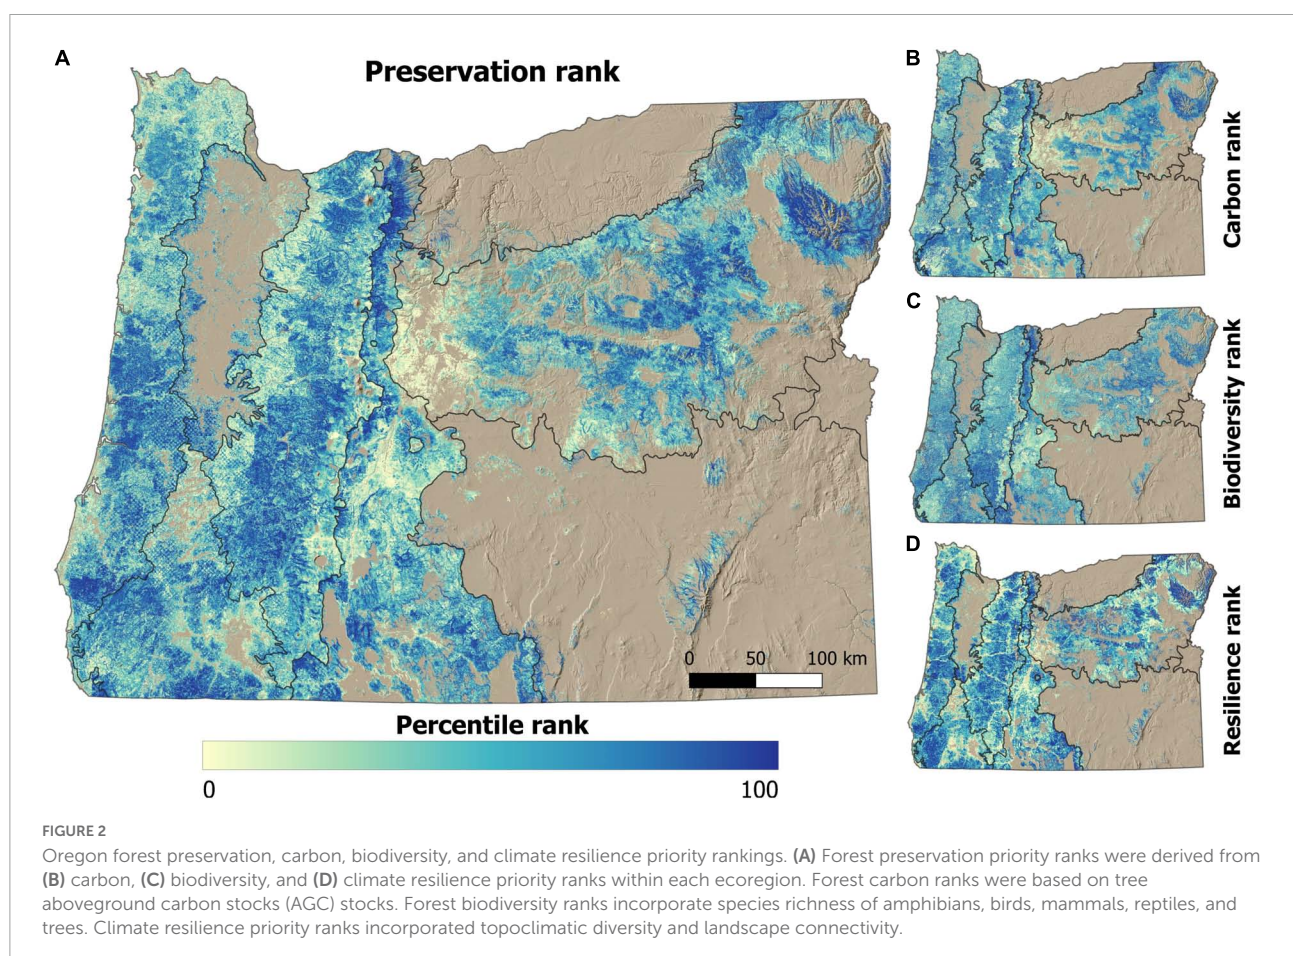 A
Preservation rank
B
Carbon rank
C
Biodiversity rank
D
Resilience rank
0 50 100 km
Percentile rank
0 100
FIGURE 2
Oregon forest preservation, carbon, biodiversity, and climate resilience priority rankings. (A) Forest preservation priority ranks were derived from
(B) carbon, (C) biodiversity, and (D) climate resilience priority ranks within each ecoregion. Forest carbon ranks were based on tree
aboveground carbon stocks (AGC) stocks. Forest biodiversity ranks incorporate species richness of amphibians, birds, mammals, reptiles, and
trees. Climate resilience priority ranks incorporated topoclimatic diversity and landscape connectivity.